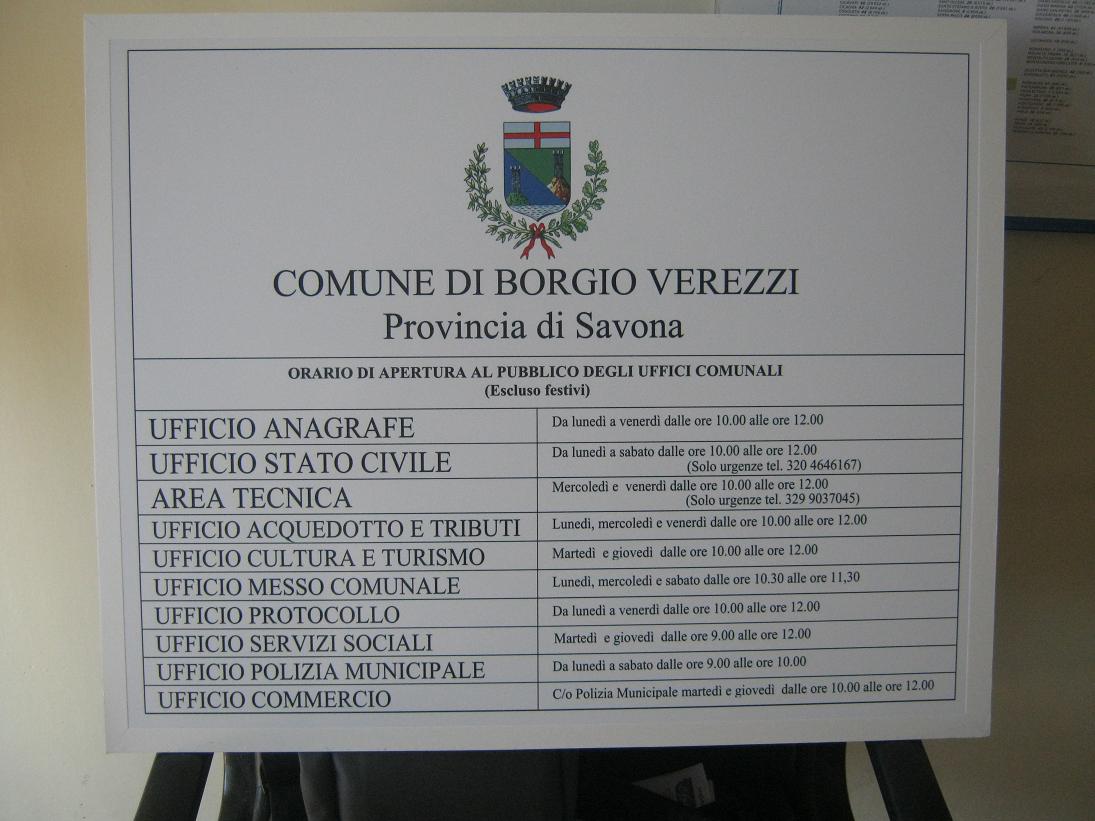 COMUNE DI BORGIO VEREZZI
Provincia di Savona
ORARIO DI APERTURA AL PUBBLICO DEGLI UFFICI COMUNALI
(Escluso festivi)
UFFICIO ANAGRAFE
Da lunedì a venerdì dalle ore 10.00 alle ore 12.00
UFFICIO STATO CIVILE
Da lunedì a sabato dalle ore 10.00 alle ore 12.00
(Solo urgenze tel. 320 4646167)
AREA TECNICA
Mercoledì e venerdì dalle ore 10.00 alle ore 12.00
(Solo urgenze tel. 329 9037045)
UFFICIO ACQUEDOTTO E TRIBUTI
Lunedì, mercoledì e venerdì dalle ore 10.00 alle ore 12.00
UFFICIO CULTURA E TURISMO
Martedì e giovedì dalle ore 10.00 alle ore 12.00
UFFICIO MESSO COMUNALE
Lunedì, mercoledì e sabato dalle ore 10.30 alle ore 11,30
UFFICIO PROTOCOLLO
Da lunedì a venerdì dalle ore 10.00 alle ore 12.00
UFFICIO SERVIZI SOCIALI
Martedì e giovedì dalle ore 9.00 alle ore 12.00
UFFICIO POLIZIA MUNICIPALE
Da lunedì a sabato dalle ore 9.00 alle ore 10.00
UFFICIO COMMERCIO
C/o Polizia Municipale martedì e giovedì dalle ore 10.00 alle ore 12.00